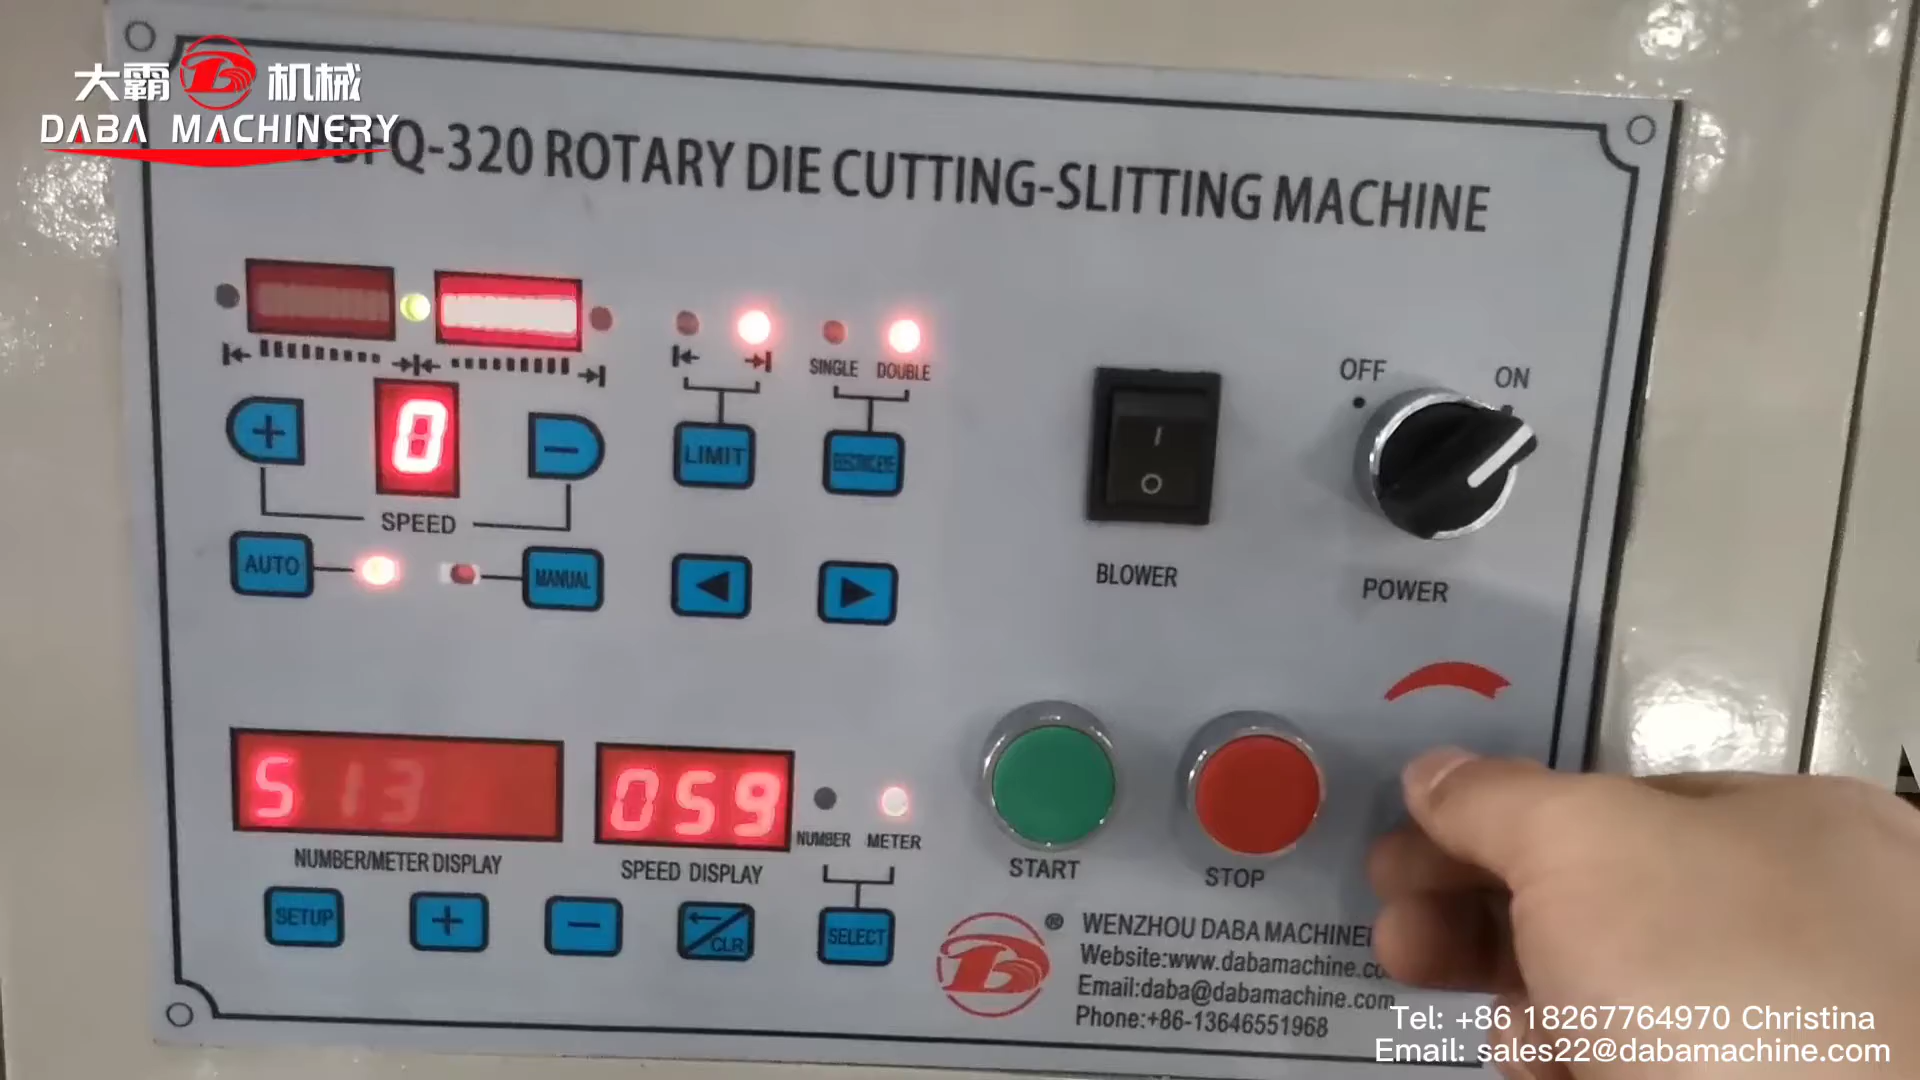 大霸 机械
DABA MACHINERY
Q-320 ROTARY DIE CUTTING-SLITTING MACHINE
SINGLE DOUBLE
OFF ON
+ 0 -
LIMIT
SPEED
I
O
AUTO MANUAL
BLOWER
POWER
S 13
059
NUMBER METER
NUMBER/METER DISPLAY
SPEED DISPLAY
START
STOP
SETUP + - CLR SELECT
® WENZHOU DABA MACHINE
Website:www.dabamachine.co
Email:daba@dabamachine.com
Phone:+86-13646551968
Tel: +86 18267764970 Christina
Email: sales22@dabamachine.com